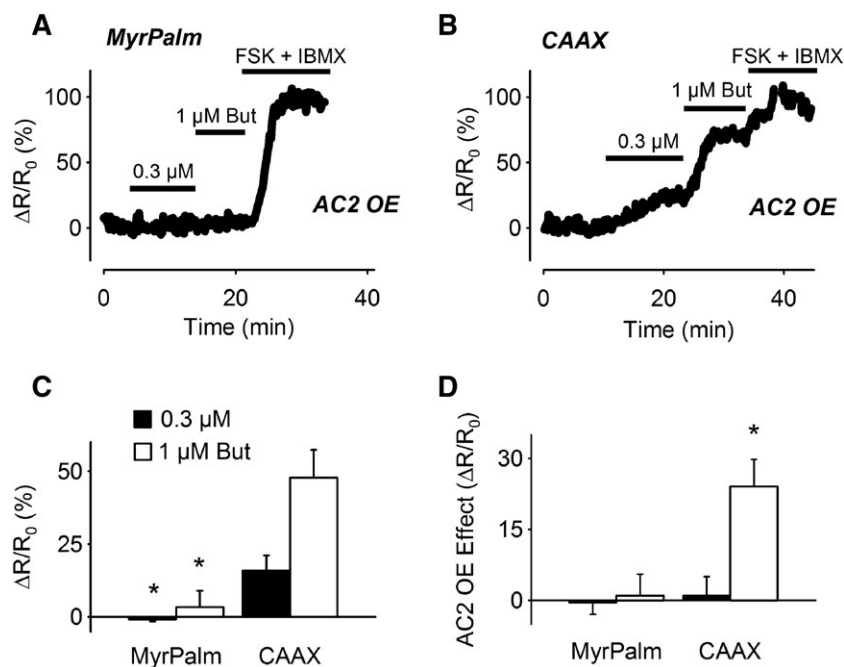 A
MyrPalm
FSK + IBMX
1 µM But
0.3 µM
AC2 OE
ΔR/R0 (%)
100
50
0
0
20
40
Time (min)
B
CAAX
FSK + IBMX
1 µM But
0.3 µM
AC2 OE
ΔR/R0 (%)
100
50
0
0
20
40
Time (min)
C
0.3 µM
1 µM But
ΔR/R0 (%)
50
25
0
* *
MyrPalm CAAX
D
AC2 OE Effect (ΔR/R0)
30
15
0
*
MyrPalm CAAX